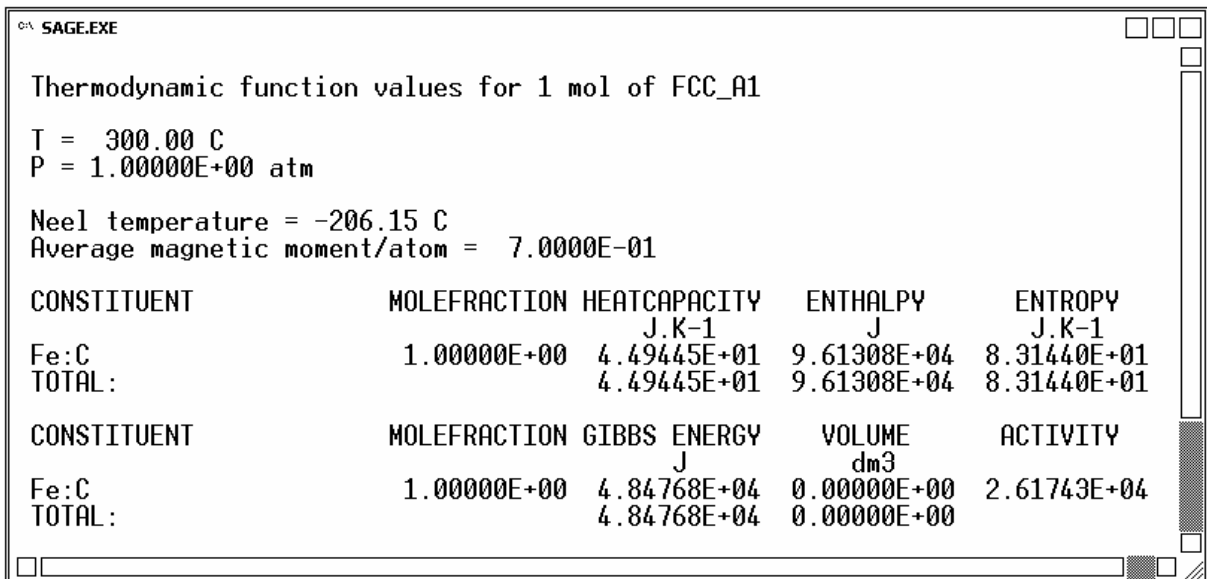 C:\ SAGE.EXE
Thermodynamic function values for 1 mol of FCC_A1
T =  300.00 C
P = 1.00000E+00 atm
Neel temperature = -206.15 C
Average magnetic moment/atom =  7.0000E-01
CONSTITUENT MOLEFRACTION HEATCAPACITY ENTHALPY ENTROPY
J.K-1 J J.K-1
Fe:C 1.00000E+00 4.49445E+01 9.61308E+04 8.31440E+01
TOTAL: 4.49445E+01 9.61308E+04 8.31440E+01
CONSTITUENT MOLEFRACTION GIBBS ENERGY VOLUME ACTIVITY
J dm3
Fe:C 1.00000E+00 4.84768E+04 0.00000E+00 2.61743E+04
TOTAL: 4.84768E+04 0.00000E+00